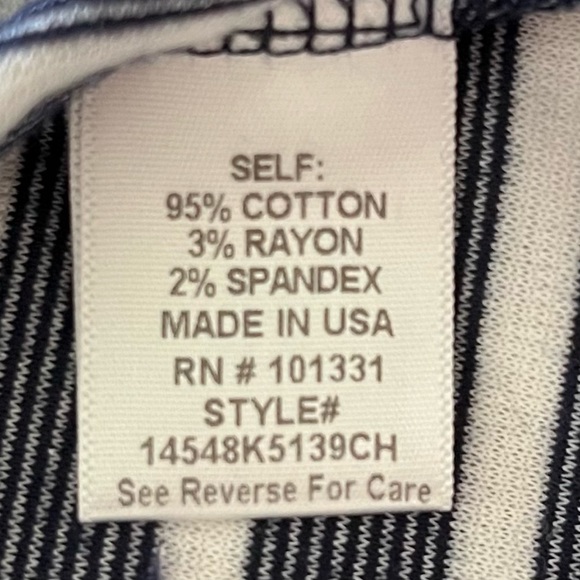 SELF:
95% COTTON
3% RAYON
2% SPANDEX
MADE IN USA
RN # 101331
STYLE#
14548K5139CH
See Reverse For Care